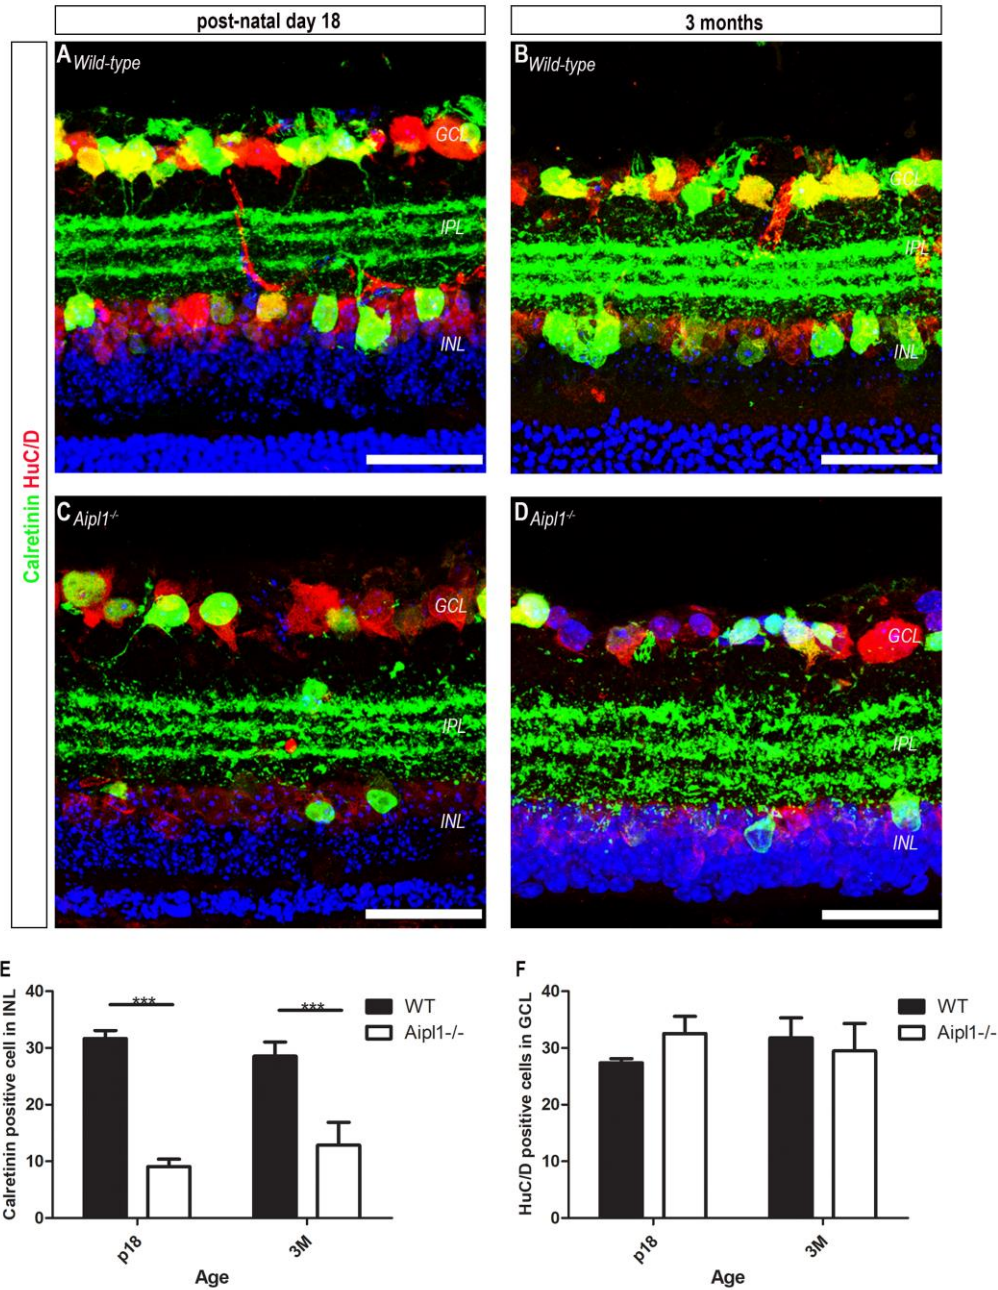 post-natal day 18
3 months
Calretinin HuC/D
A Wild-type
GCL
IPL
INL
B Wild-type
GCL
IPL
INL
C Aipl1-/-
GCL
IPL
INL
D Aipl1-/-
GCL
IPL
INL
E
Calretinin positive cell in INL
40
30
20
10
0
***
***
WT
Aipl1-/-
p18
3M
Age
F
HuC/D positive cells in GCL
40
30
20
10
0
WT
Aipl1-/-
p18
3M
Age